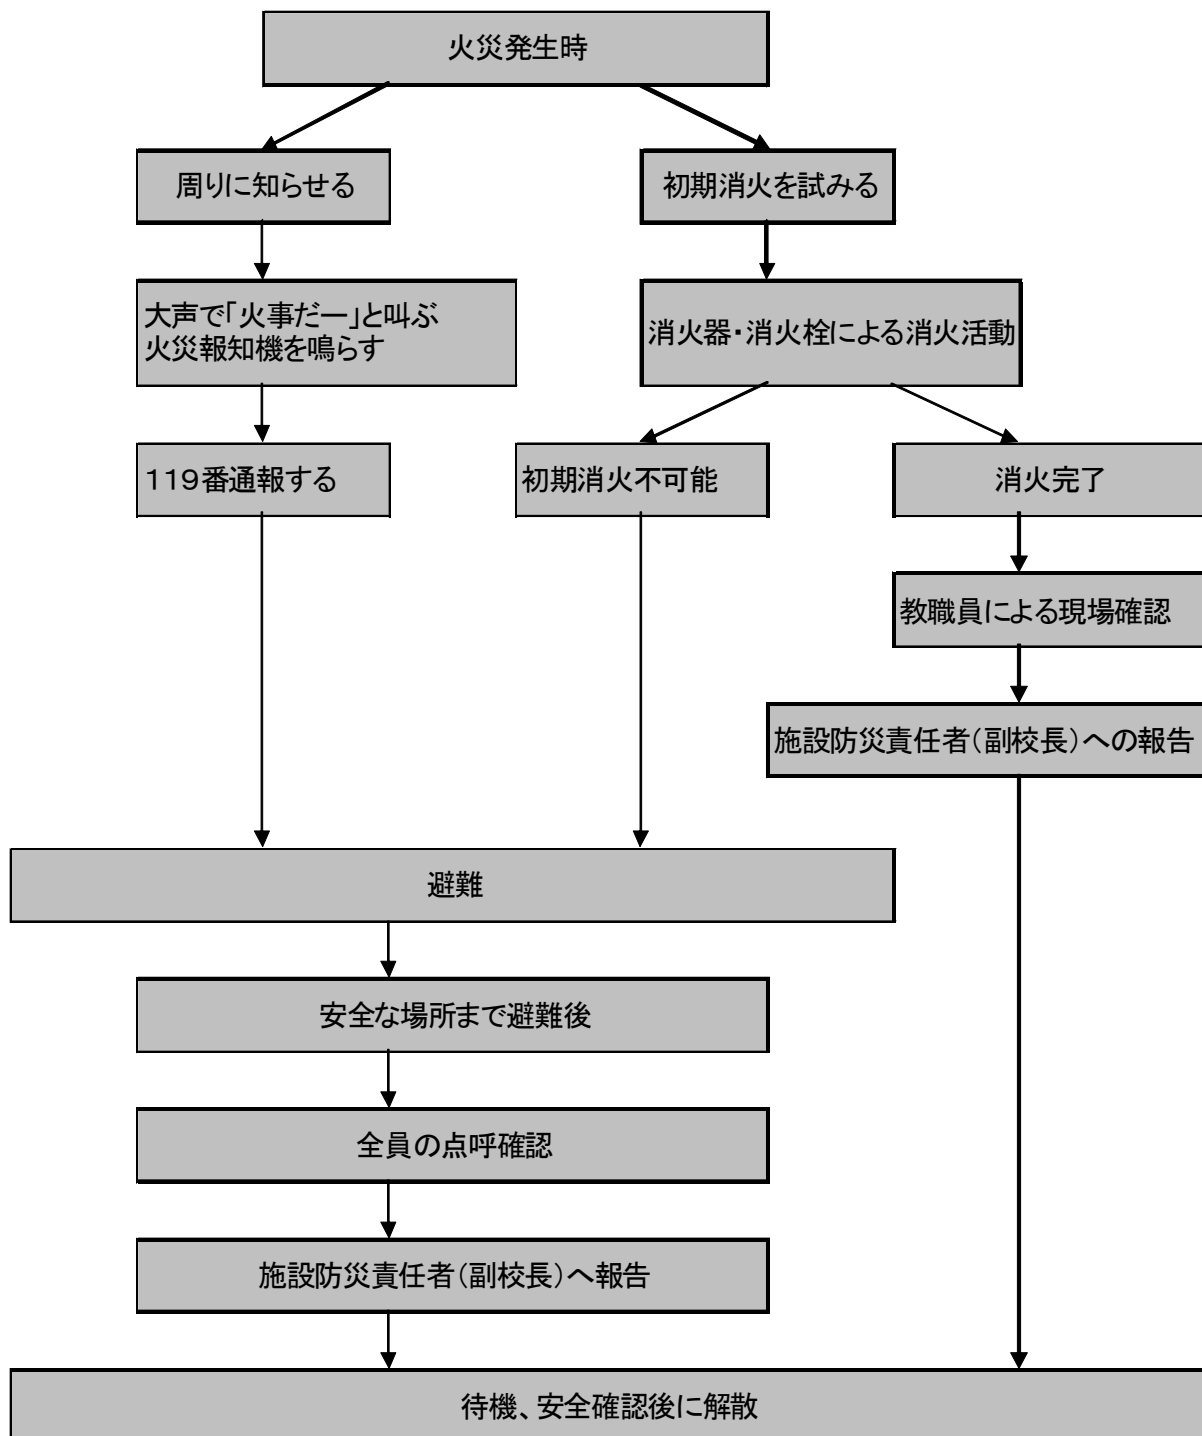 火災発生時
周りに知らせる
初期消火を試みる
大声で「火事だー」と叫ぶ
火災報知機を鳴らす
消火器・消火栓による消火活動
119番通報する
初期消火不可能
消火完了
教職員による現場確認
施設防災責任者(副校長)への報告
避難
安全な場所まで避難後
全員の点呼確認
施設防災責任者(副校長)へ報告
待機、安全確認後に解散